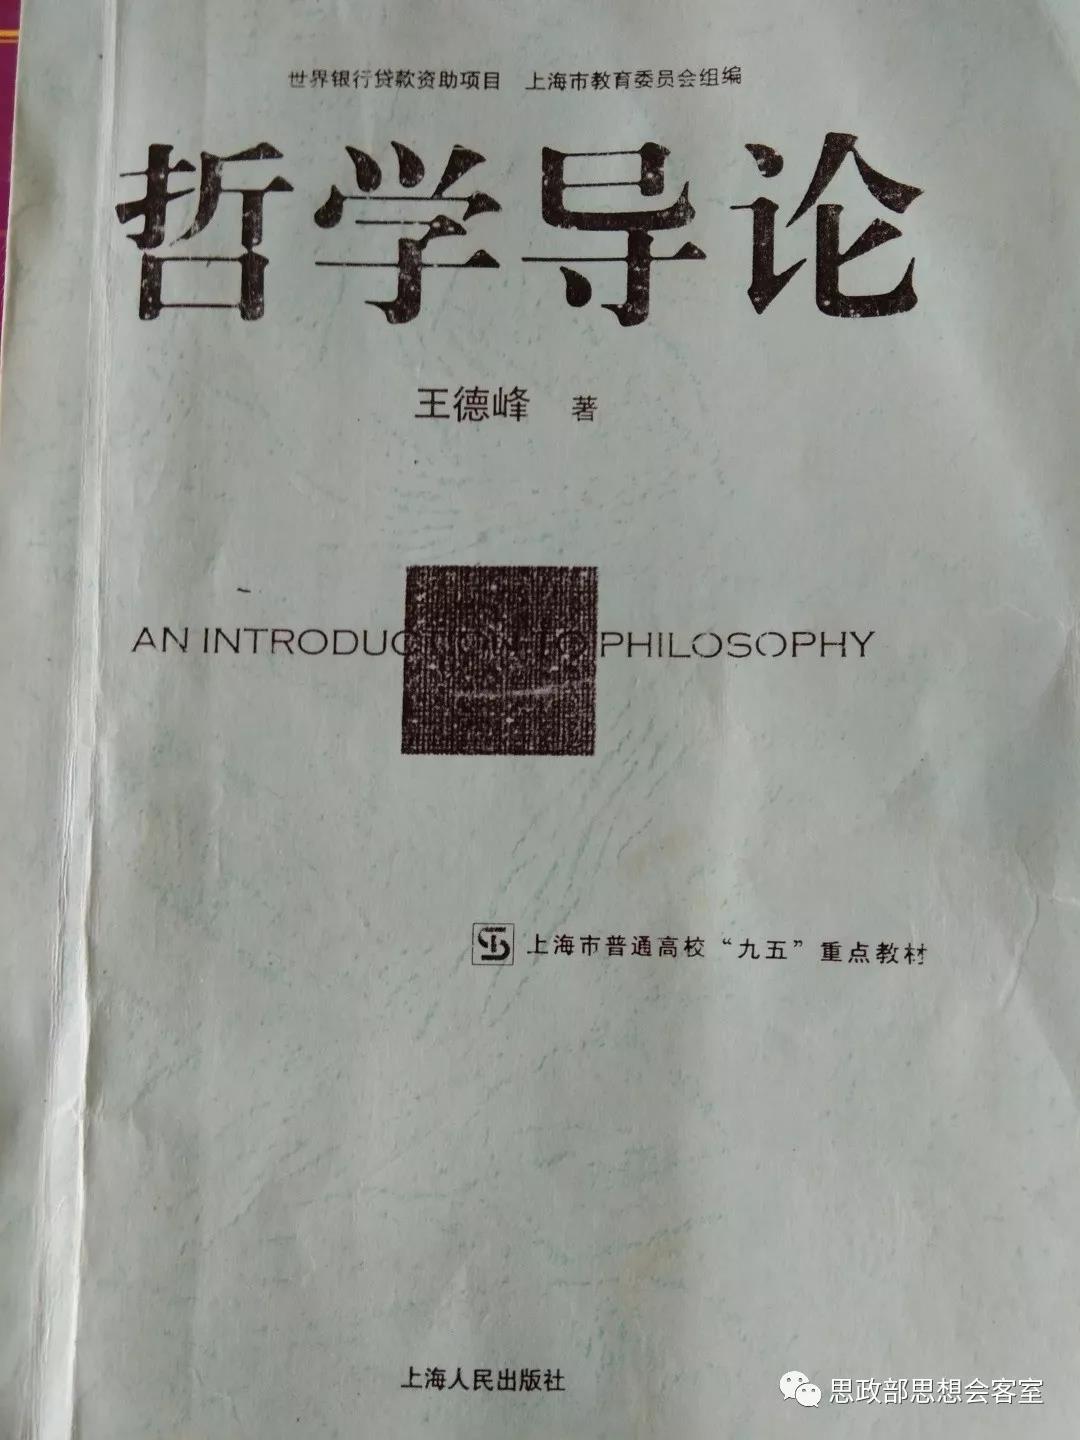 世界银行贷款资助项目 上海市教育委员会组编
哲学导论
王德峰 著
AN INTRODUCTION TO PHILOSOPHY
上海市普通高校“九五”重点教材
上海人民出版社
思政部思想会客室